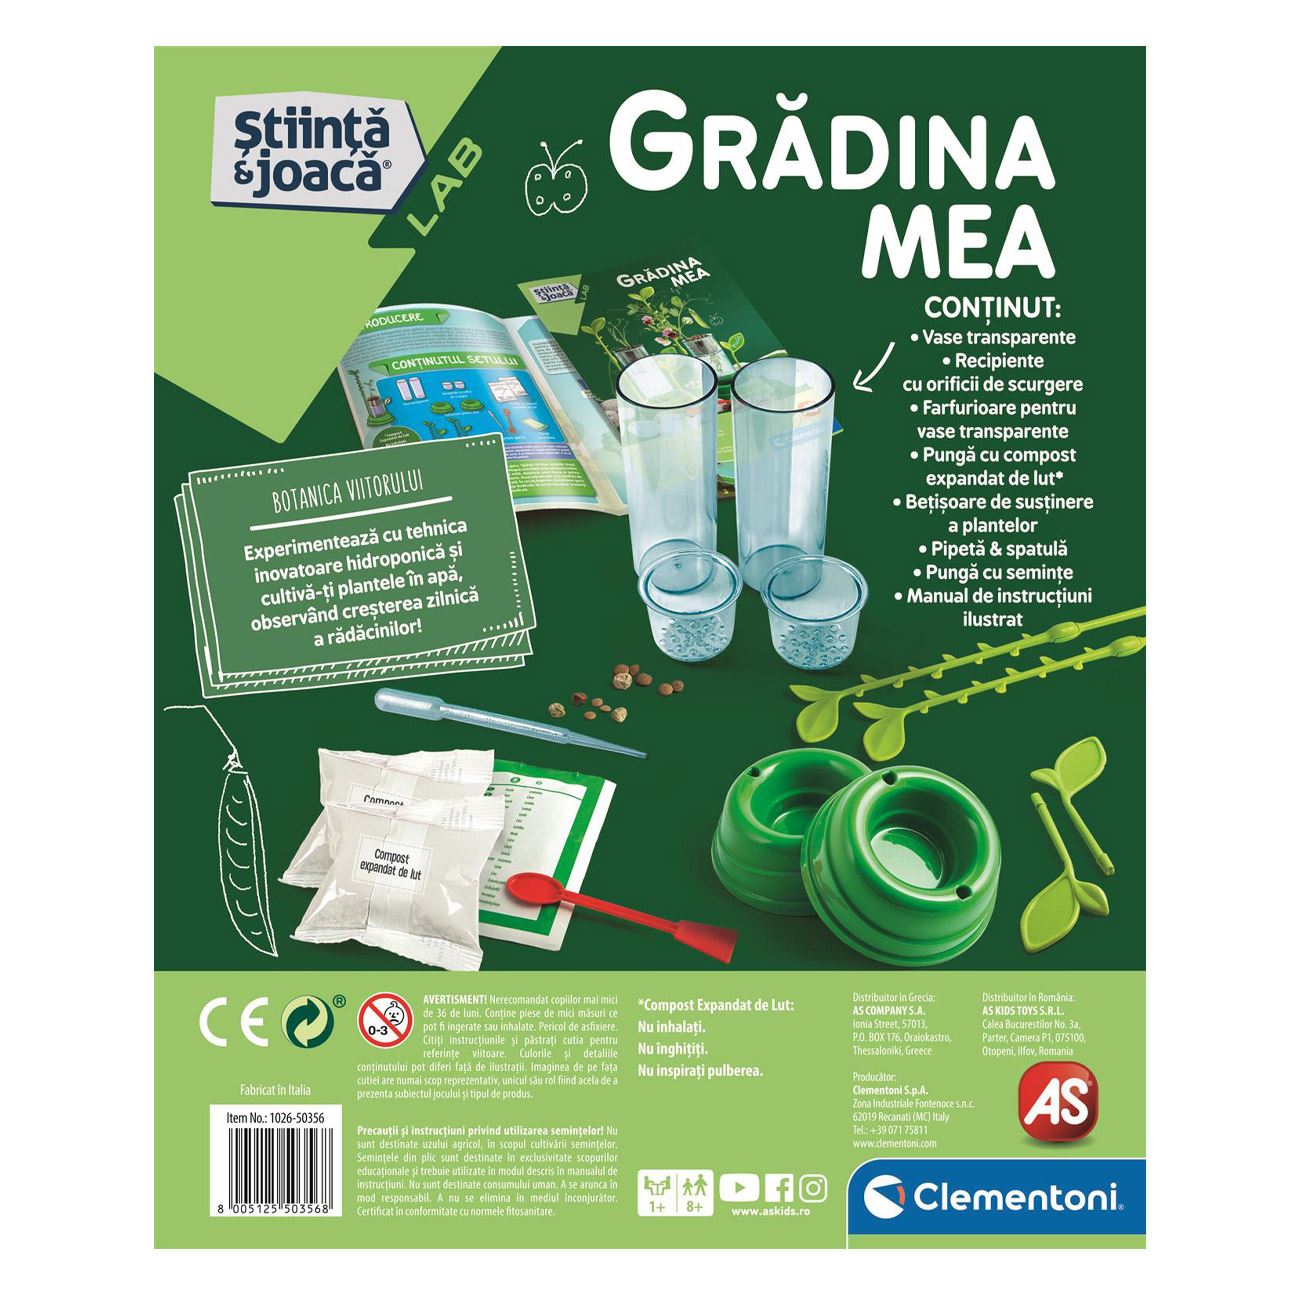 Știință
& joacă®
LAB
GRĂDINA
MEA
CONȚINUT:
• Vase transparente
• Recipiente
cu orificii de scurgere
• Farfurioare pentru
vase transparente
• Pungă cu compost
expandat de lut*
• Bețișoare de susținere
a plantelor
• Pipetă & spatulă
• Pungă cu semințe
• Manual de instrucțiuni
ilustrat
GRĂDINA
MEA
Știință
& joacă
LAB
CONȚINUTUL SETULUI
BOTANICA VIITORULUI
Experimentează cu tehnica
inovatoare hidroponică și
cultivă-ți plantele în apă,
observând creșterea zilnică
a rădăcinilor!
Compost
Compost
expandat de lut
CE
®
0-3
AVERTISMENT! Nerecomandat copiilor mai mici
de 36 de luni. Conține piese de mici măsuri ce
pot fi ingerate sau inhalate. Pericol de asfixiere.
Citiți instrucțiunile și păstrați cutia pentru
referințe viitoare. Culorile și detaliile
conținutului pot diferi față de ilustrații. Imaginea de pe fața
cutiei are numai scop reprezentativ, unicul său rol fiind acela de a
prezenta subiectul jocului și tipul de produs.
Precauții și instrucțiuni privind utilizarea semințelor! Nu
sunt destinate uzului agricol, în scopul cultivării semințelor.
Semințele din plic sunt destinate în exclusivitate scopurilor
educaționale și trebuie utilizate în modul descris în manualul de
instrucțiuni. Nu sunt destinate consumului uman. A se arunca în
mod responsabil. A nu se elimina în mediul înconjurător.
Certificat în conformitate cu normele fitosanitare.
Fabricat în Italia
Item No.: 1026-50356
8 005125 503568
*Compost Expandat de Lut:
Nu inhalați.
Nu înghițiți.
Nu inspirați pulberea.
1+
8+
www.askids.ro
Distribuitor în Grecia:
AS COMPANY S.A.
Ionia Street, 57013,
P.O. BOX 176, Oraiokastro,
Thessaloniki, Greece
Distribuitor în România:
AS KIDS TOYS S.R.L.
Calea Bucurestilor No. 3a,
Parter, Camera P1, 075100,
Otopeni, Ilfov, Romania
Producător:
Clementoni S.p.A.
Zona Industriale Fontenoce s.n.c.
62019 Recanati (MC) Italy
Tel.: +39 071 75811
www.clementoni.com
AS®
Clementoni®